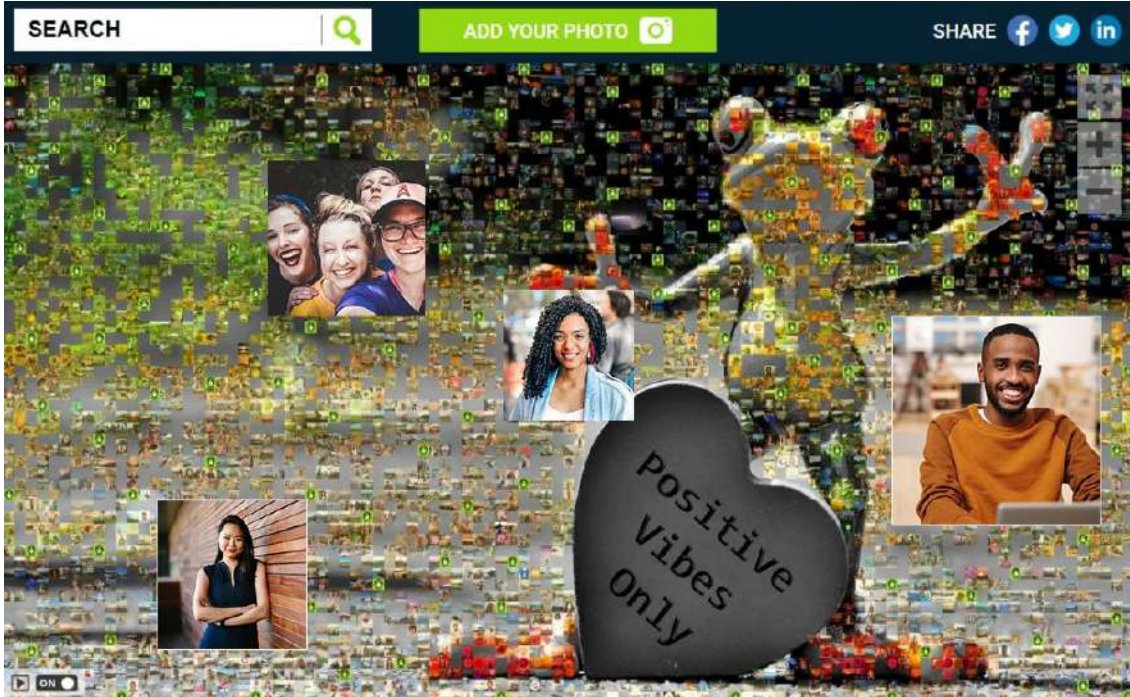 SEARCH
ADD YOUR PHOTO
SHARE
f
in
A
Positive
Vibes
Only
ON